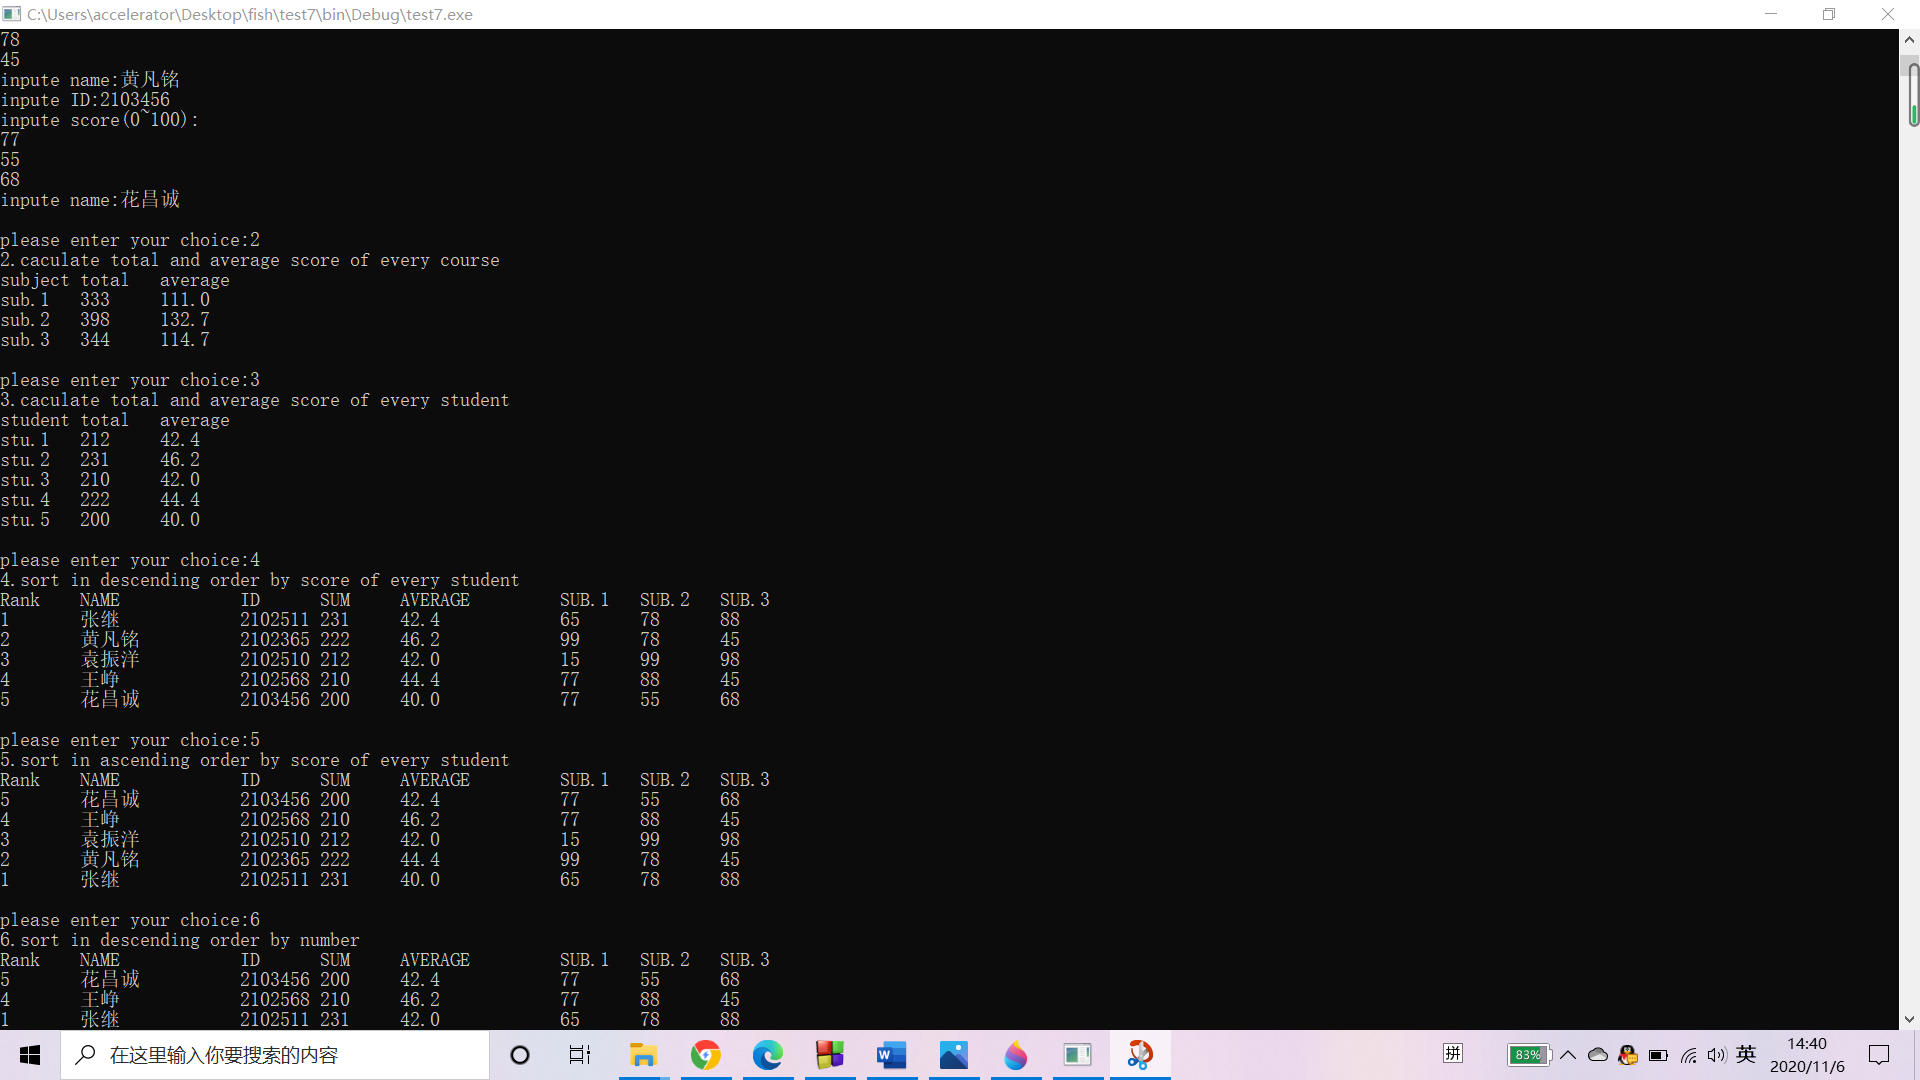 C:\Users\accelerator\Desktop\fish\test7\bin\Debug\test7.exe
78
45
inpute name:黄凡铭
inpute ID:2103456
inpute score(0~100):
77
55
68
inpute name:花昌诚
please enter your choice:2
2.caculate total and average score of every course
subject total average
sub.1 333 111.0
sub.2 398 132.7
sub.3 344 114.7
please enter your choice:3
3.caculate total and average score of every student
student total average
stu.1 212 42.4
stu.2 231 46.2
stu.3 210 42.0
stu.4 222 44.4
stu.5 200 40.0
please enter your choice:4
4.sort in descending order by score of every student
Rank NAME ID SUM AVERAGE SUB.1 SUB.2 SUB.3
1 张继 2102511 231 42.4 65 78 88
2 黄凡铭 2102365 222 46.2 99 78 45
3 袁振洋 2102510 212 42.0 15 99 98
4 王峥 2102568 210 44.4 77 88 45
5 花昌诚 2103456 200 40.0 77 55 68
please enter your choice:5
5.sort in ascending order by score of every student
Rank NAME ID SUM AVERAGE SUB.1 SUB.2 SUB.3
5 花昌诚 2103456 200 42.4 77 55 68
4 王峥 2102568 210 46.2 77 88 45
3 袁振洋 2102510 212 42.0 15 99 98
2 黄凡铭 2102365 222 44.4 99 78 45
1 张继 2102511 231 40.0 65 78 88
please enter your choice:6
6.sort in descending order by number
Rank NAME ID SUM AVERAGE SUB.1 SUB.2 SUB.3
5 花昌诚 2103456 200 42.4 77 55 68
4 王峥 2102568 210 46.2 77 88 45
1 张继 2102511 231 42.0 65 78 88
在这里输入你要搜索的内容
拼 83% 英
14:40
2020/11/6